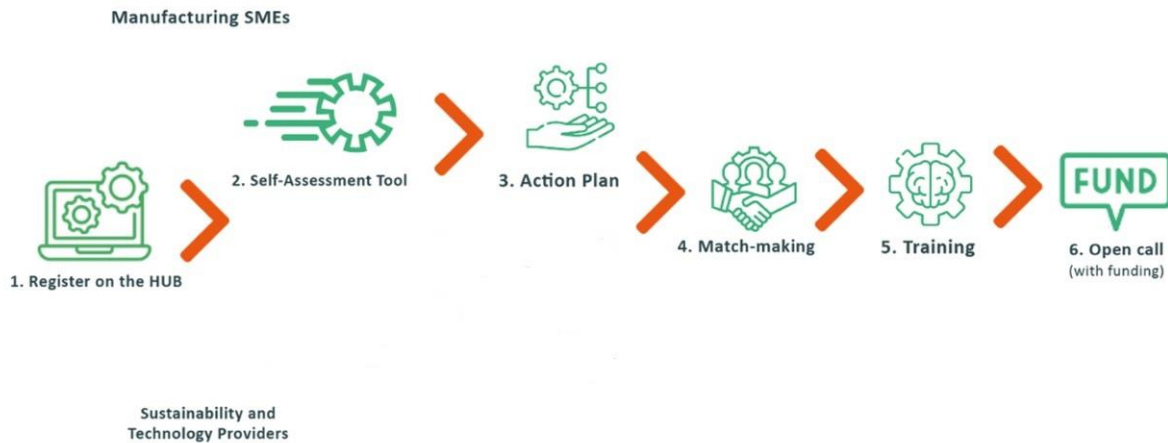 Manufacturing SMEs
1. Register on the HUB
2. Self-Assessment Tool
3. Action Plan
4. Match-making
5. Training
FUND
6. Open call
(with funding)
Sustainability and
Technology Providers